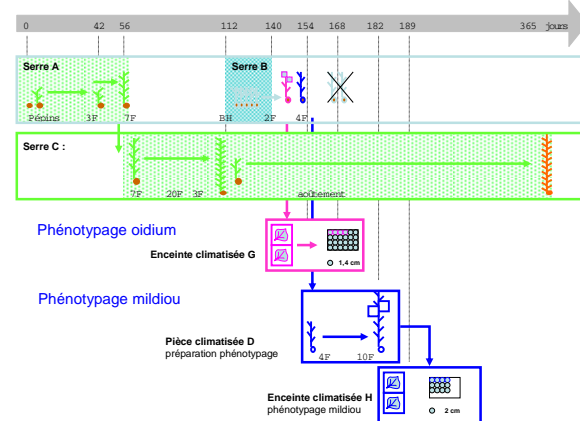 0 42 56 112 140 154 168 182 189 365 jours
Serre A Serre B
Pépins 3F 7F BH 2F 4F
Serre C :
7F 20F 3F aoûtement
Phénotypage oidium
Enceinte climatisée G
1,4 cm
Phénotypage mildiou
Pièce climatisée D
préparation phénotypage
4F 10F
Enceinte climatisée H
phénotypage mildiou
2 cm